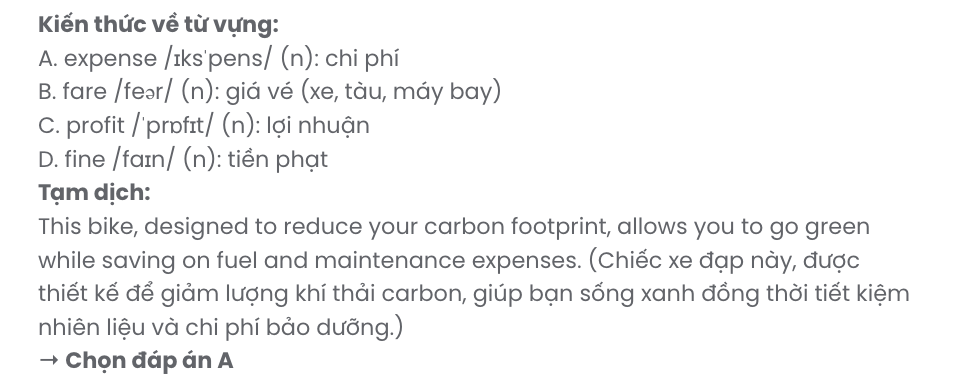 Kiến thức về từ vựng:
A. expense /ɪksˈpens/ (n): chi phí
B. fare /feər/ (n): giá vé (xe, tàu, máy bay)
C. profit /ˈprɒfɪt/ (n): lợi nhuận
D. fine /faɪn/ (n): tiền phạt
Tạm dịch:
This bike, designed to reduce your carbon footprint, allows you to go green
while saving on fuel and maintenance expenses. (Chiếc xe đạp này, được
thiết kế để giảm lượng khí thải carbon, giúp bạn sống xanh đồng thời tiết kiệm
nhiên liệu và chi phí bảo dưỡng.)
→ Chọn đáp án A